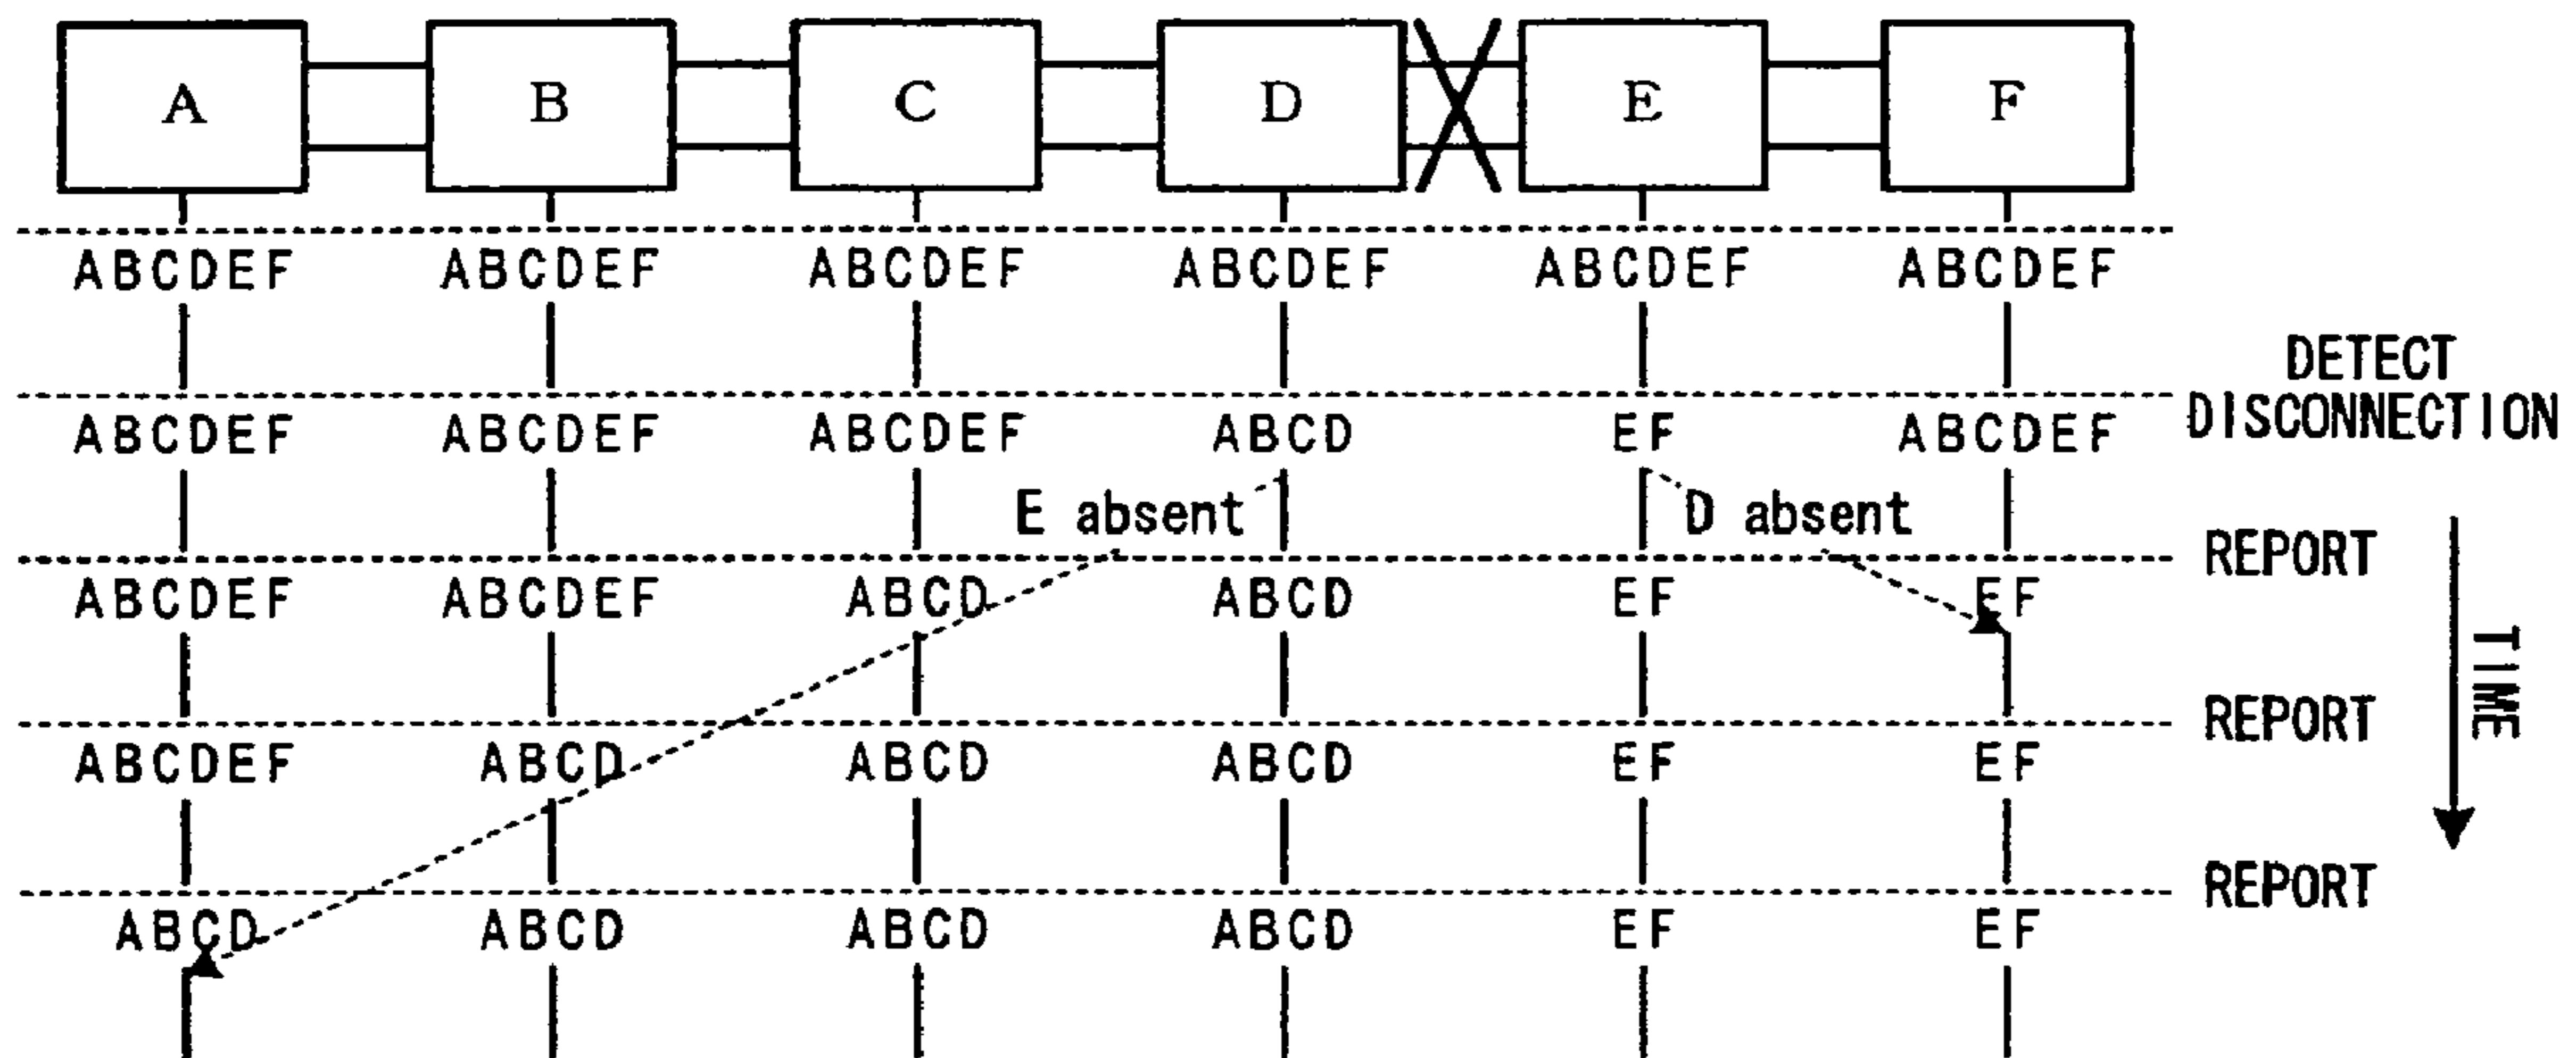 A B C D E F
ABCDEF ABCDEF ABCDEF ABCDEF ABCDEF ABCDEF
DETECT
DISCONNECTION
ABCDEF ABCDEF ABCDEF ABCD EF ABCDEF
E absent D absent
REPORT
ABCDEF ABCDEF ABCD ABCD EF EF
TIME
REPORT
ABCDEF ABCD ABCD ABCD EF EF
REPORT
ABCD ABCD ABCD ABCD EF EF